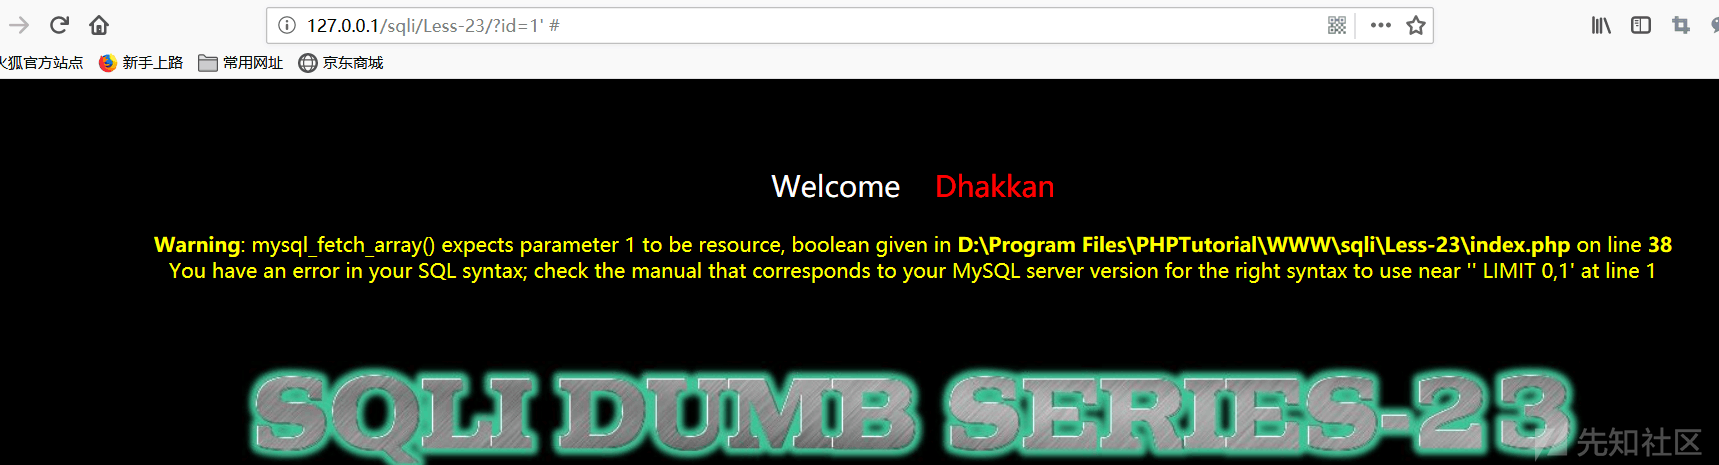 127.0.0.1/sqli/Less-23/?id=1' #
火狐官方站点 新手上路 常用网址 京东商城
Welcome Dhakkan
Warning: mysql_fetch_array() expects parameter 1 to be resource, boolean given in D:\Program Files\PHPTutorial\WWW\sqli\Less-23\index.php on line 38
You have an error in your SQL syntax; check the manual that corresponds to your MySQL server version for the right syntax to use near '' LIMIT 0,1' at line 1
SQLI DUMB SERIES-23
先知社区